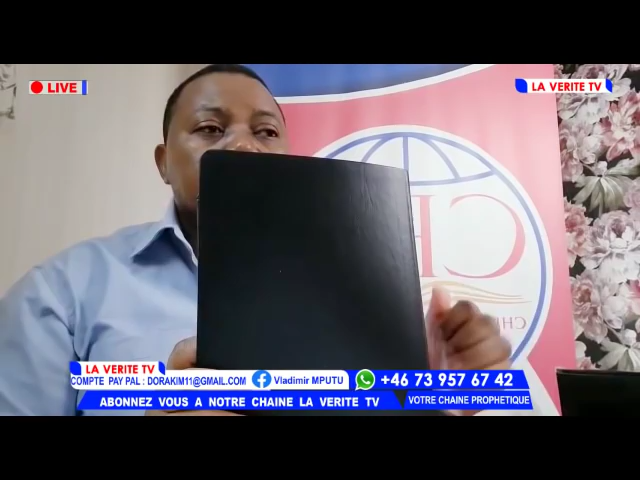 LIVE
LA VERITE TV
LA VERITE TV
COMPTE PAY PAL : DORAKIM11@GMAIL.COM
Vladimir MPUTU
+46 73 957 67 42
ABONNEZ VOUS A NOTRE CHAINE LA VERITE TV
VOTRE CHAINE PROPHETIQUE